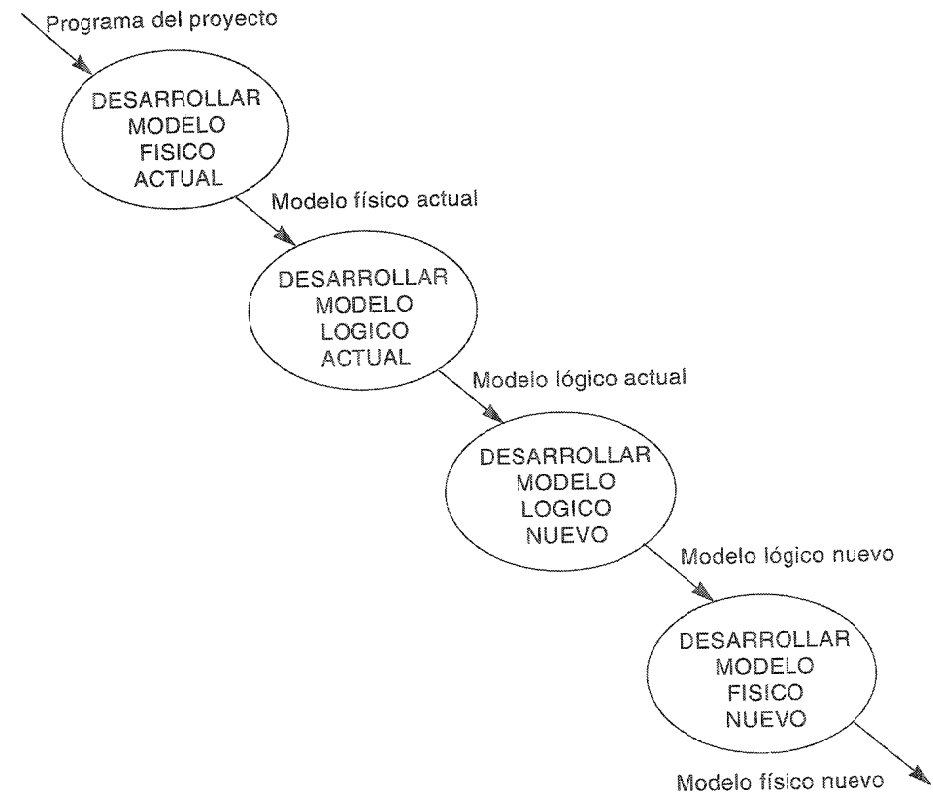 Programa del proyecto
DESARROLLAR
MODELO
FISICO
ACTUAL
Modelo físico actual
DESARROLLAR
MODELO
LOGICO
ACTUAL
Modelo lógico actual
DESARROLLAR
MODELO
LOGICO
NUEVO
Modelo lógico nuevo
DESARROLLAR
MODELO
FISICO
NUEVO
Modelo físico nuevo